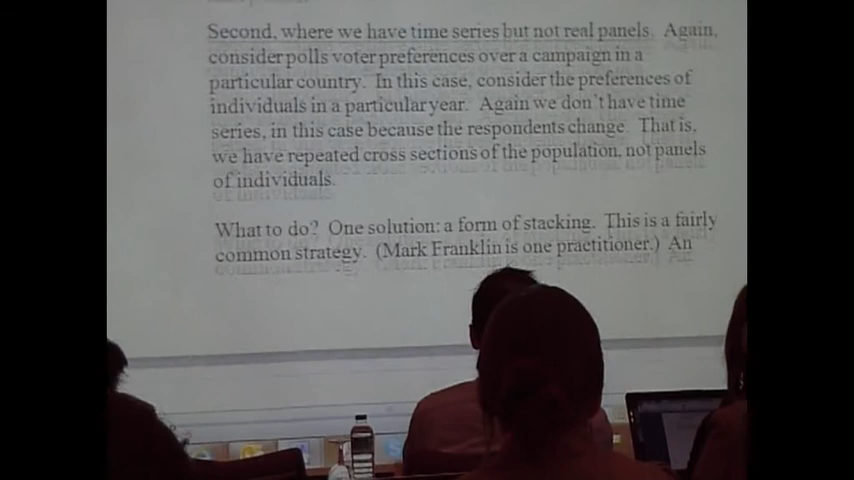 Second, where we have time series but not real panels. Again,
consider polls voter preferences over a campaign in a
particular country. In this case, consider the preferences of
individuals in a particular year. Again we don't have time
series, in this case because the respondents change. That is,
we have repeated cross sections of the population, not panels
of individuals.
What to do? One solution: a form of stacking. This is a fairly
common strategy. (Mark Franklin is one practitioner.) An